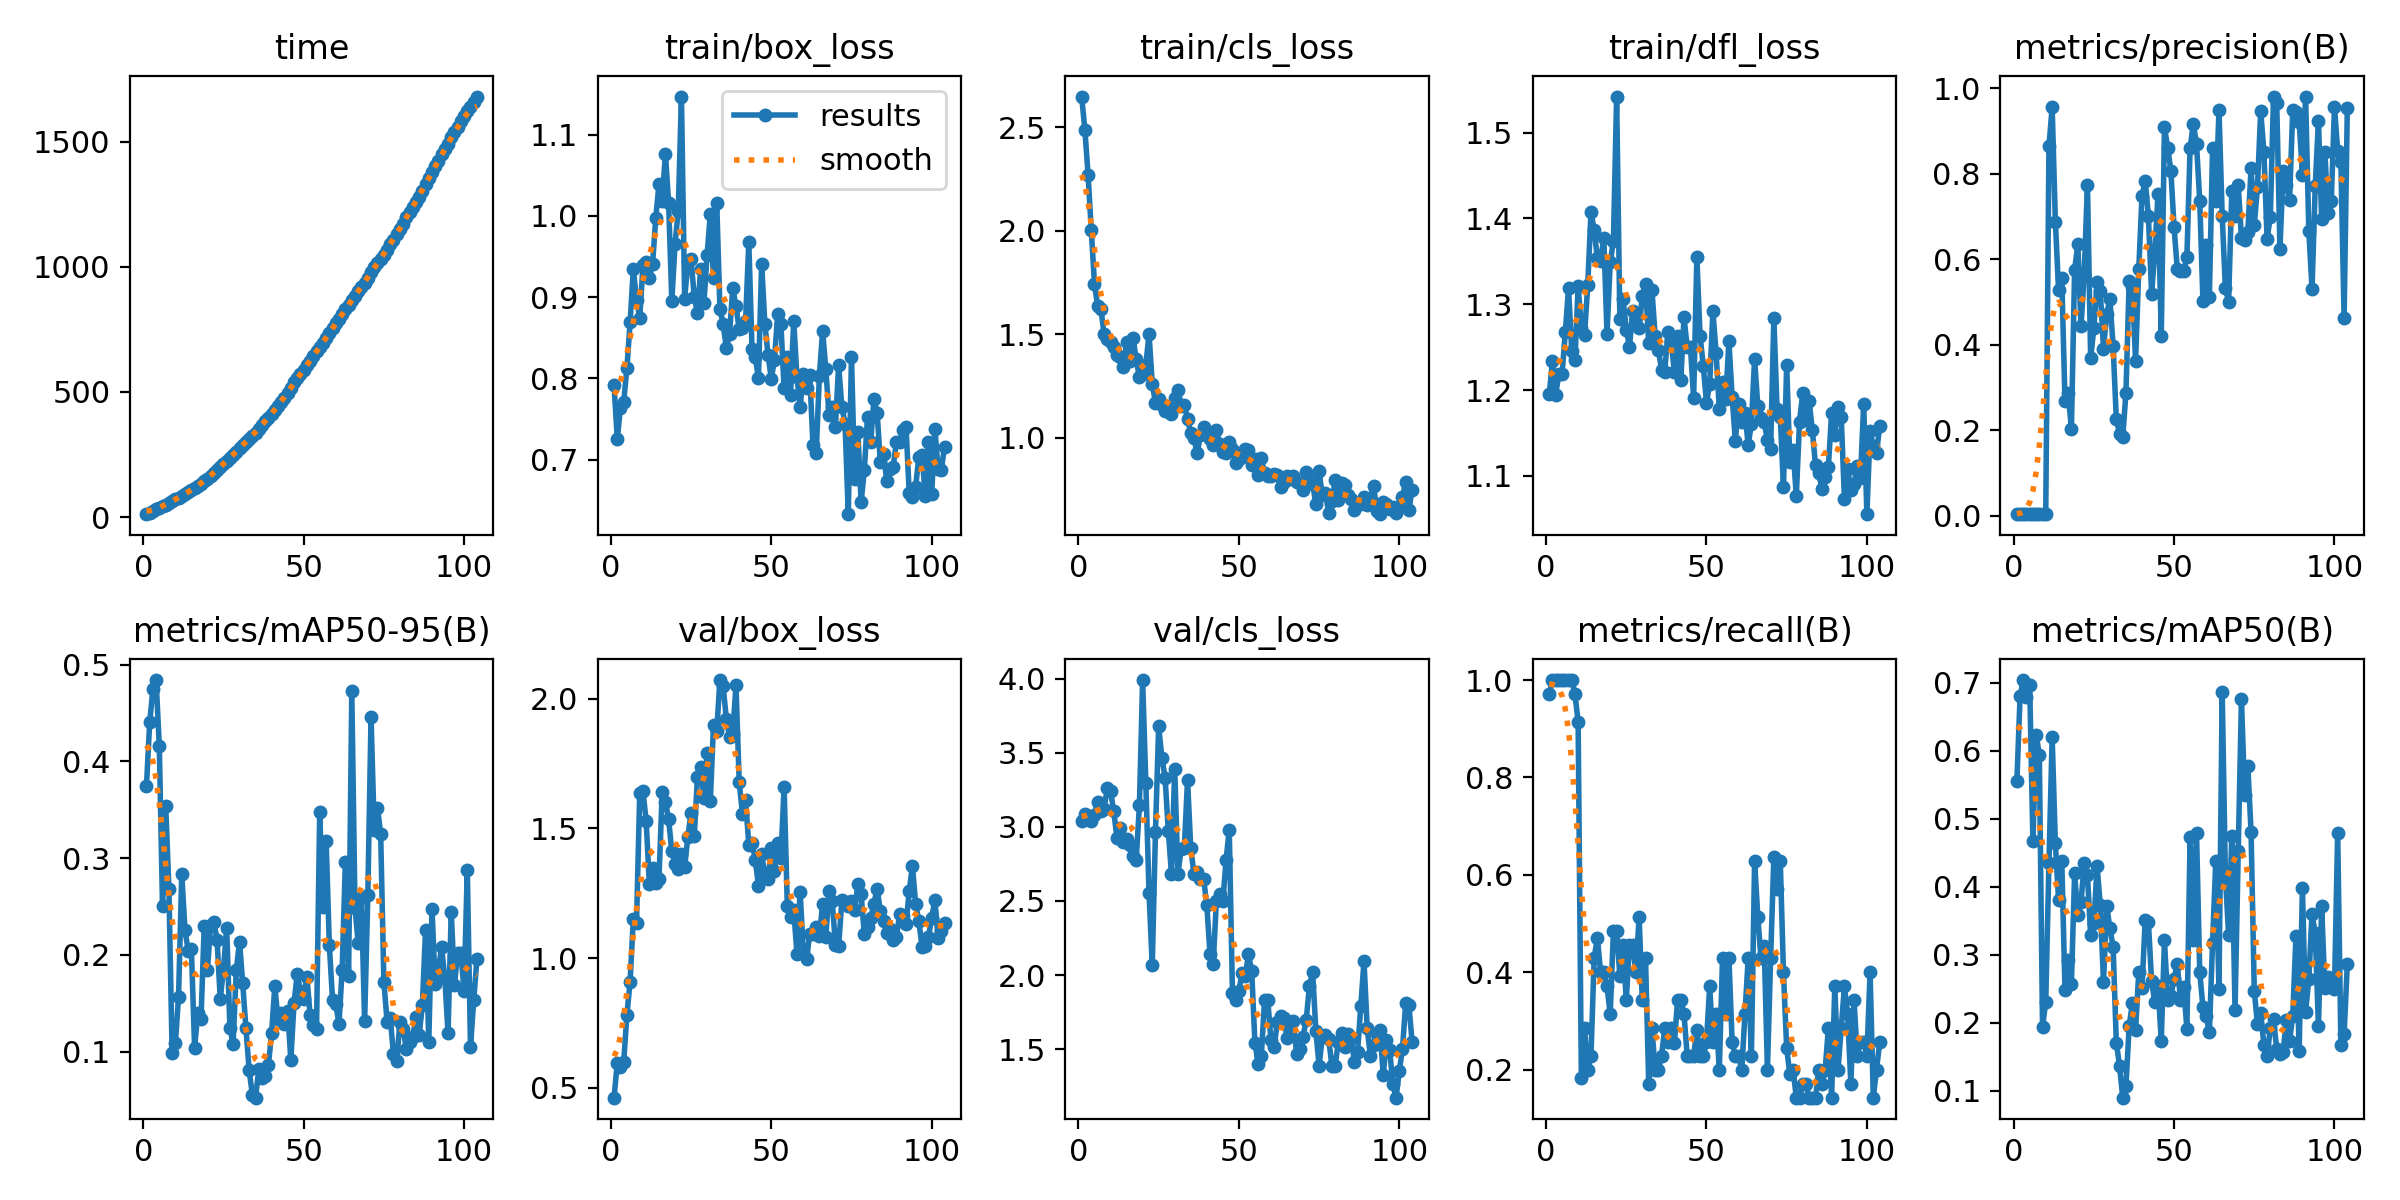 time
train/box_loss
train/cls_loss
train/dfl_loss
metrics/precision(B)
results
smooth
1500
1000
500
0
1.1
1.0
0.9
0.8
0.7
2.5
2.0
1.5
1.0
1.5
1.4
1.3
1.2
1.1
1.0
0.8
0.6
0.4
0.2
0.0
0 50 100
0 50 100
0 50 100
0 50 100
0 50 100
metrics/mAP50-95(B)
val/box_loss
val/cls_loss
metrics/recall(B)
metrics/mAP50(B)
0.5
0.4
0.3
0.2
0.1
2.0
1.5
1.0
0.5
4.0
3.5
3.0
2.5
2.0
1.5
1.0
0.8
0.6
0.4
0.2
0.7
0.6
0.5
0.4
0.3
0.2
0.1
0 50 100
0 50 100
0 50 100
0 50 100
0 50 100